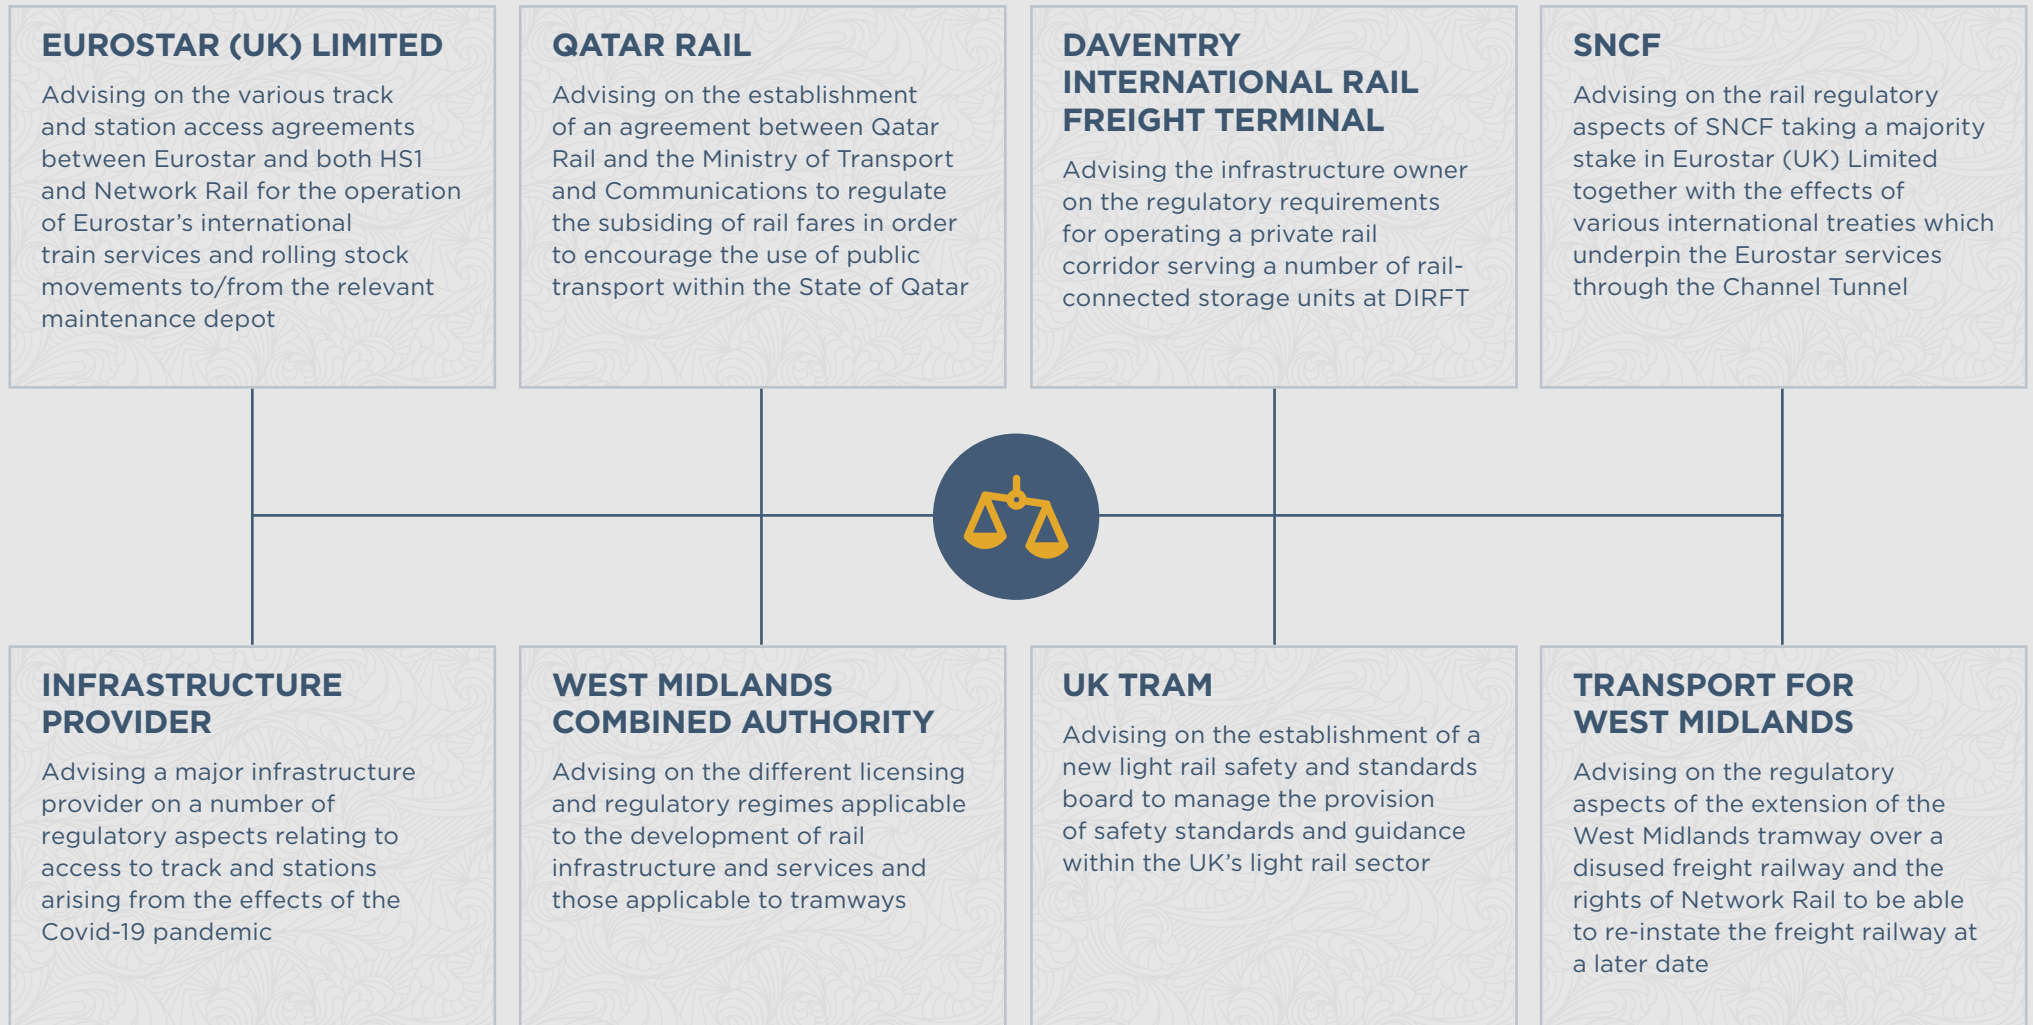 EUROSTAR (UK) LIMITED
Advising on the various track
and station access agreements
between Eurostar and both HS1
and Network Rail for the operation
of Eurostar’s international
train services and rolling stock
movements to/from the relevant
maintenance depot
QATAR RAIL
Advising on the establishment
of an agreement between Qatar
Rail and the Ministry of Transport
and Communications to regulate
the subsiding of rail fares in order
to encourage the use of public
transport within the State of Qatar
DAVENTRY
INTERNATIONAL RAIL
FREIGHT TERMINAL
Advising the infrastructure owner
on the regulatory requirements
for operating a private rail
corridor serving a number of rail-
connected storage units at DIRFT
SNCF
Advising on the rail regulatory
aspects of SNCF taking a majority
stake in Eurostar (UK) Limited
together with the effects of
various international treaties which
underpin the Eurostar services
through the Channel Tunnel
INFRASTRUCTURE
PROVIDER
Advising a major infrastructure
provider on a number of
regulatory aspects relating to
access to track and stations
arising from the effects of the
Covid-19 pandemic
WEST MIDLANDS
COMBINED AUTHORITY
Advising on the different licensing
and regulatory regimes applicable
to the development of rail
infrastructure and services and
those applicable to tramways
UK TRAM
Advising on the establishment of a
new light rail safety and standards
board to manage the provision
of safety standards and guidance
within the UK’s light rail sector
TRANSPORT FOR
WEST MIDLANDS
Advising on the regulatory
aspects of the extension of the
West Midlands tramway over a
disused freight railway and the
rights of Network Rail to be able
to re-instate the freight railway at
a later date